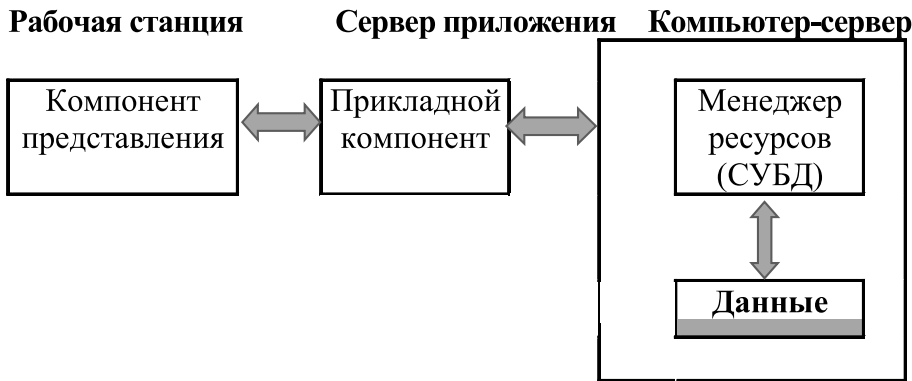 Рабочая станция
Сервер приложения
Компьютер-сервер
Компонент
представления
Прикладной
компонент
Менеджер
ресурсов
(СУБД)
Данные